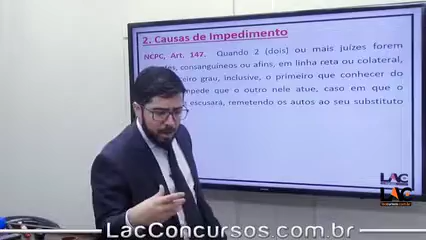 2. Causas de Impedimento
NCPC, Art. 147. Quando 2 (dois) ou mais juízes forem
consanguíneos ou afins, em linha reta ou colateral,
grau, inclusive, o primeiro que conhecer do
impede que o outro nele atue, caso em que o
escusará, remetendo os autos ao seu substituto
LAC
LAC
LacConcursos.com.br